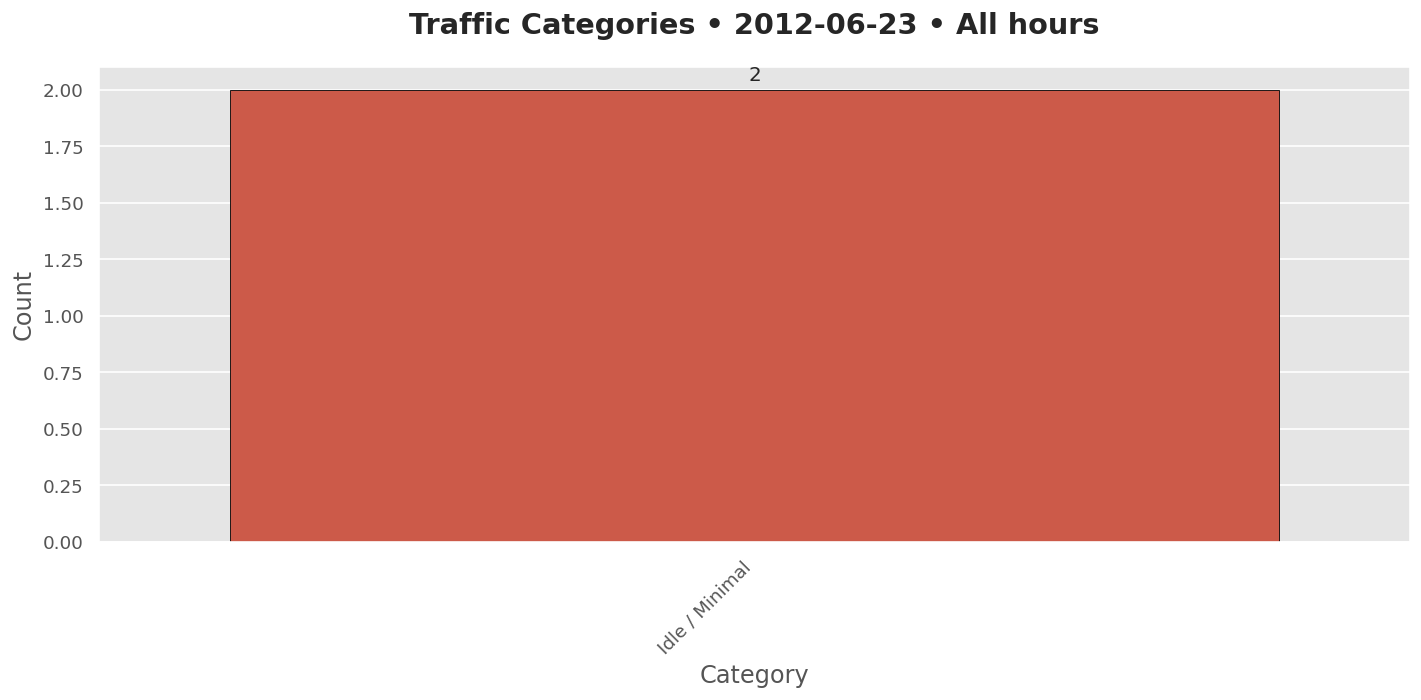 Traffic Categories • 2012-06-23 • All hours
2
2.00
1.75
1.50
1.25
1.00
0.75
0.50
0.25
0.00
Count
Idle / Minimal
Category